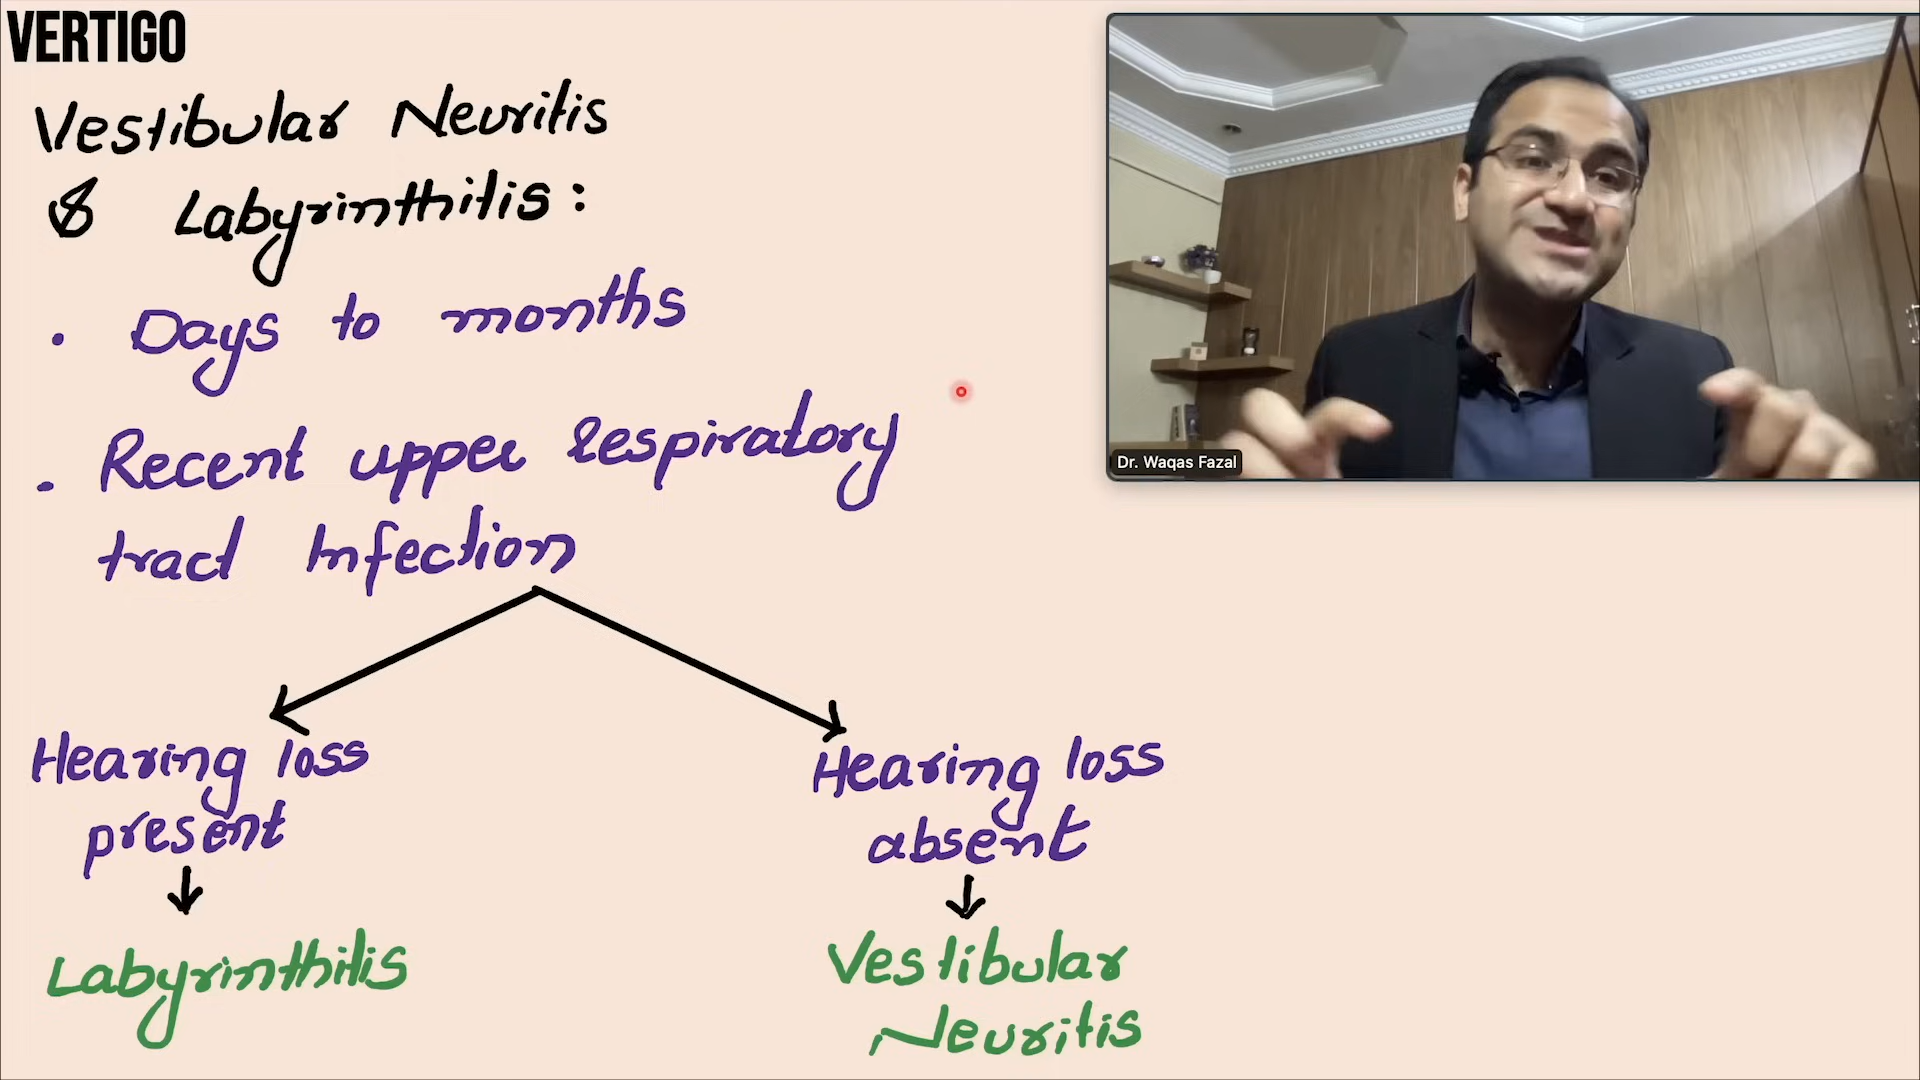 VERTIGO
Vestibular Neuritis
& Labyrinthitis:
• Days to months
• Recent upper respiratory
tract Infection
Hearing loss
present
Labyrinthitis
Hearing loss
absent
Vestibular
Neuritis
Dr. Waqas Fazal